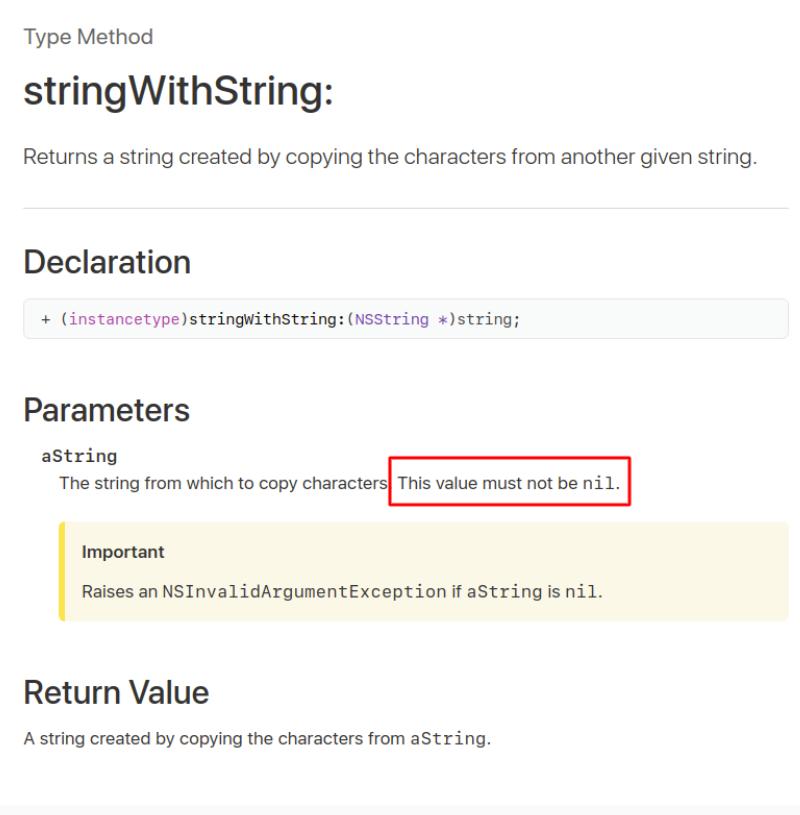 Type Method
stringWithString:
Returns a string created by copying the characters from another given string.
Declaration
+ (instancetype)stringWithString:(NSString *)string;
Parameters
aString
The string from which to copy characters This value must not be nil.
Important
Raises an NSInvalidArgumentException if aString is nil.
Return Value
A string created by copying the characters from aString.